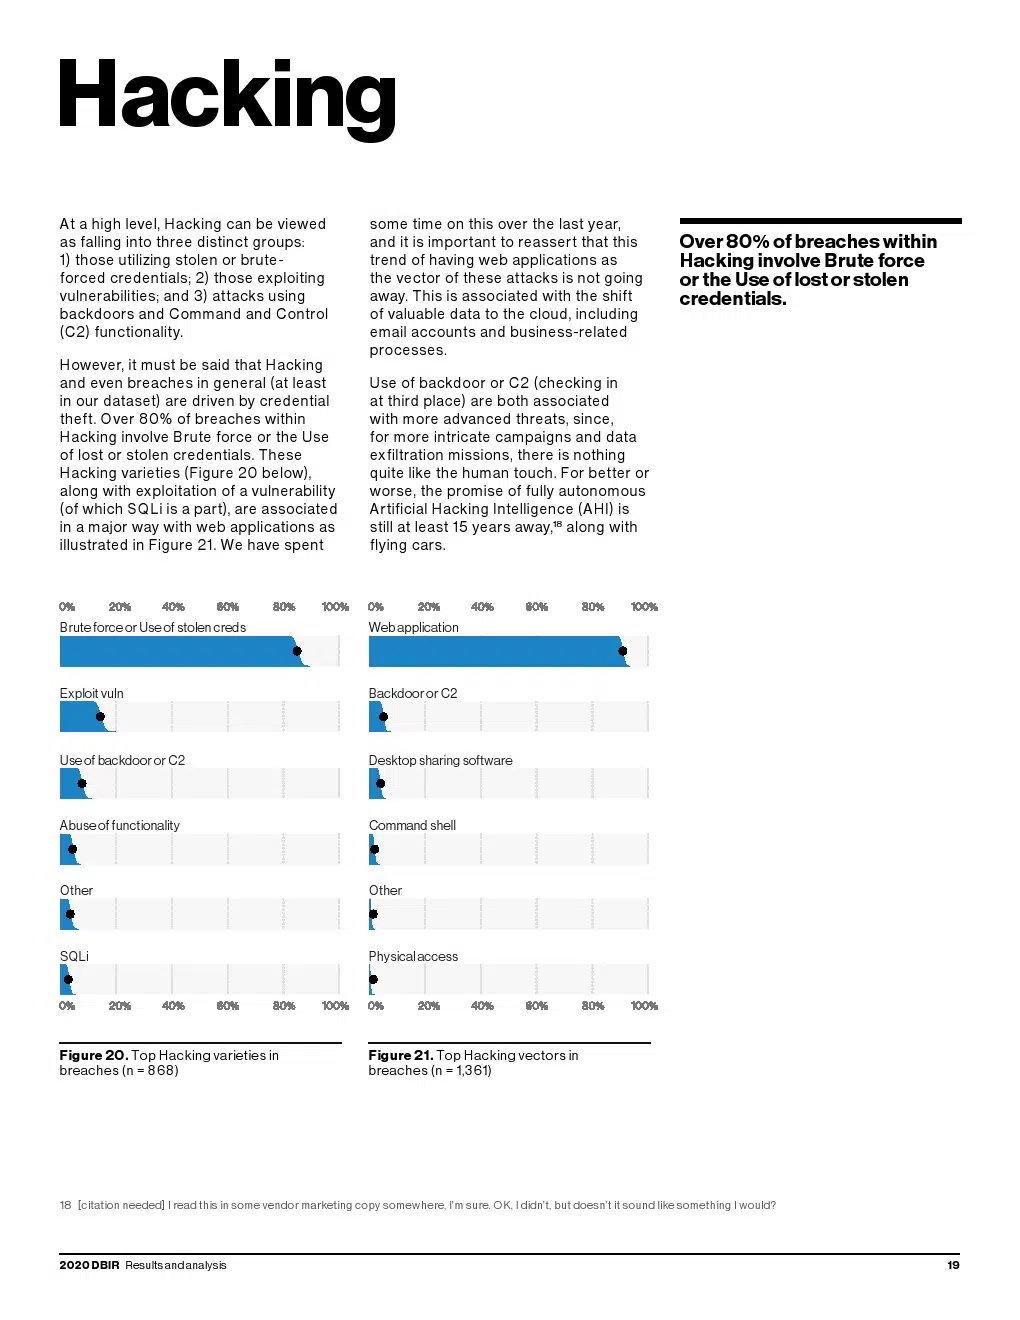 Hacking
At a high level, Hacking can be viewed
as falling into three distinct groups:
1) those utilizing stolen or brute-
forced credentials; 2) those exploiting
vulnerabilities; and 3) attacks using
backdoors and Command and Control
(C2) functionality.
However, it must be said that Hacking
and even breaches in general (at least
in our dataset) are driven by credential
theft. Over 80% of breaches within
Hacking involve Brute force or the Use
of lost or stolen credentials. These
Hacking varieties (Figure 20 below),
along with exploitation of a vulnerability
(of which SQLi is a part), are associated
in a major way with web applications as
illustrated in Figure 21. We have spent
some time on this over the last year,
and it is important to reassert that this
trend of having web applications as
the vector of these attacks is not going
away. This is associated with the shift
of valuable data to the cloud, including
email accounts and business-related
processes.
Use of backdoor or C2 (checking in
at third place) are both associated
with more advanced threats, since,
for more intricate campaigns and data
exfiltration missions, there is nothing
quite like the human touch. For better or
worse, the promise of fully autonomous
Artificial Hacking Intelligence (AHI) is
still at least 15 years away,¹⁸ along with
flying cars.
Over 80% of breaches within
Hacking involve Brute force
or the Use of lost or stolen
credentials.
0% 20% 40% 60% 80% 100%
Brute force or Use of stolen creds
Exploit vuln
Use of backdoor or C2
Abuse of functionality
Other
SQLi
0% 20% 40% 60% 80% 100%
Figure 20. Top Hacking varieties in
breaches (n = 868)
0% 20% 40% 60% 80% 100%
Web application
Backdoor or C2
Desktop sharing software
Command shell
Other
Physical access
0% 20% 40% 60% 80% 100%
Figure 21. Top Hacking vectors in
breaches (n = 1,361)
18 [citation needed] I read this in some vendor marketing copy somewhere, I'm sure. OK, I didn't, but doesn't it sound like something I would?
2020 DBIR Results and analysis
19